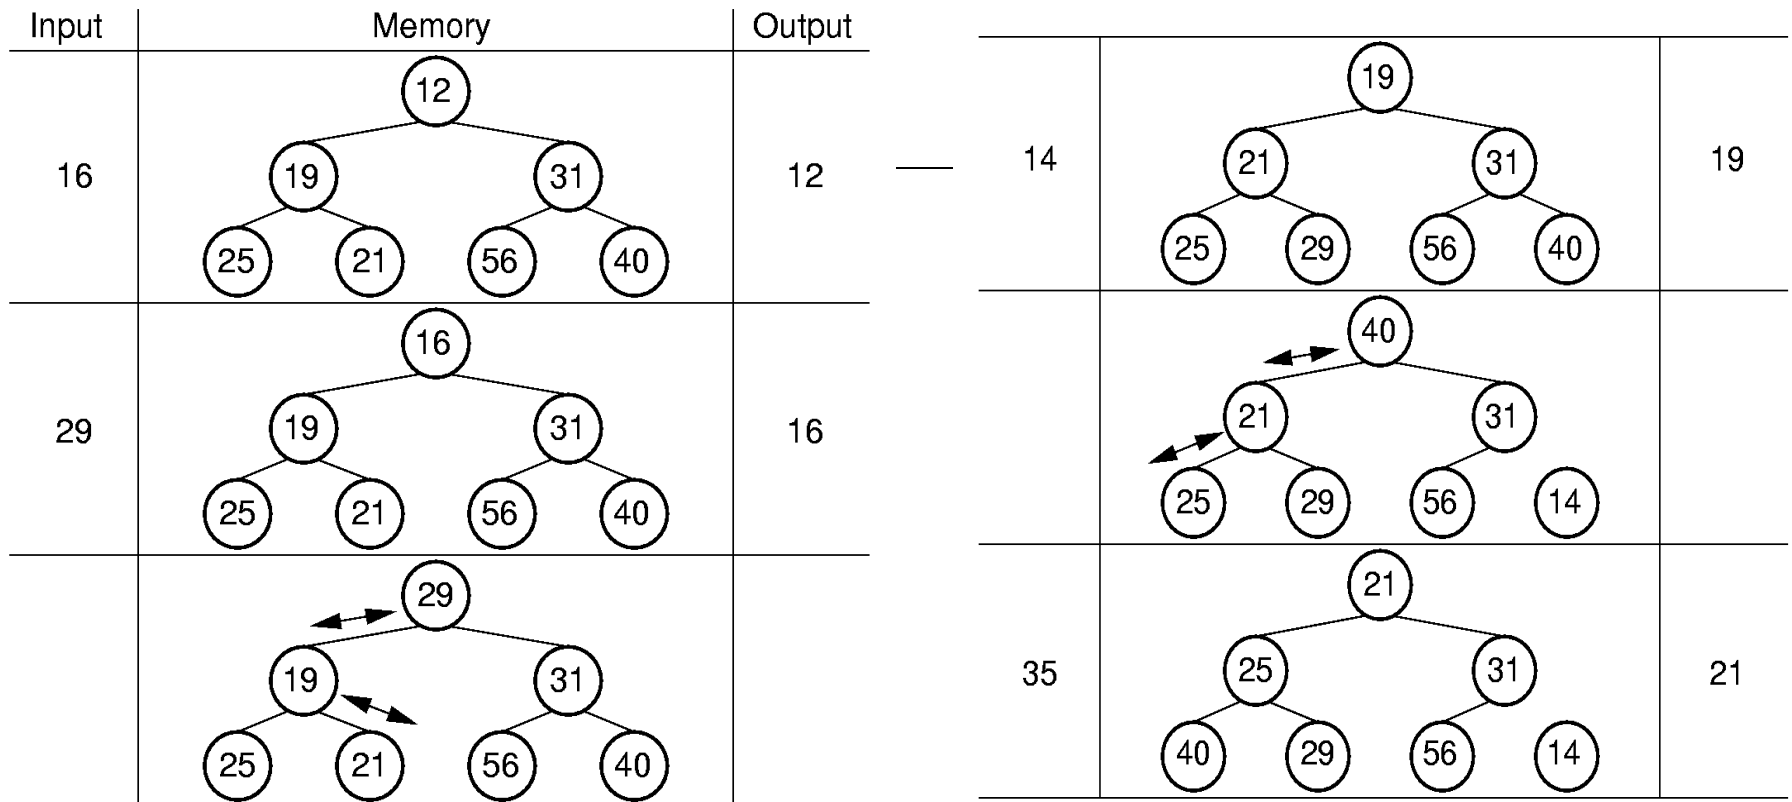 Input Memory Output
12
16 19 31 12
25 21 56 40
16
29 19 31 16
25 21 56 40
29
19 31
25 21 56 40
19
14 21 31 19
25 29 56 40
40
21 31
25 29 56 14
21
35 25 31 21
40 29 56 14